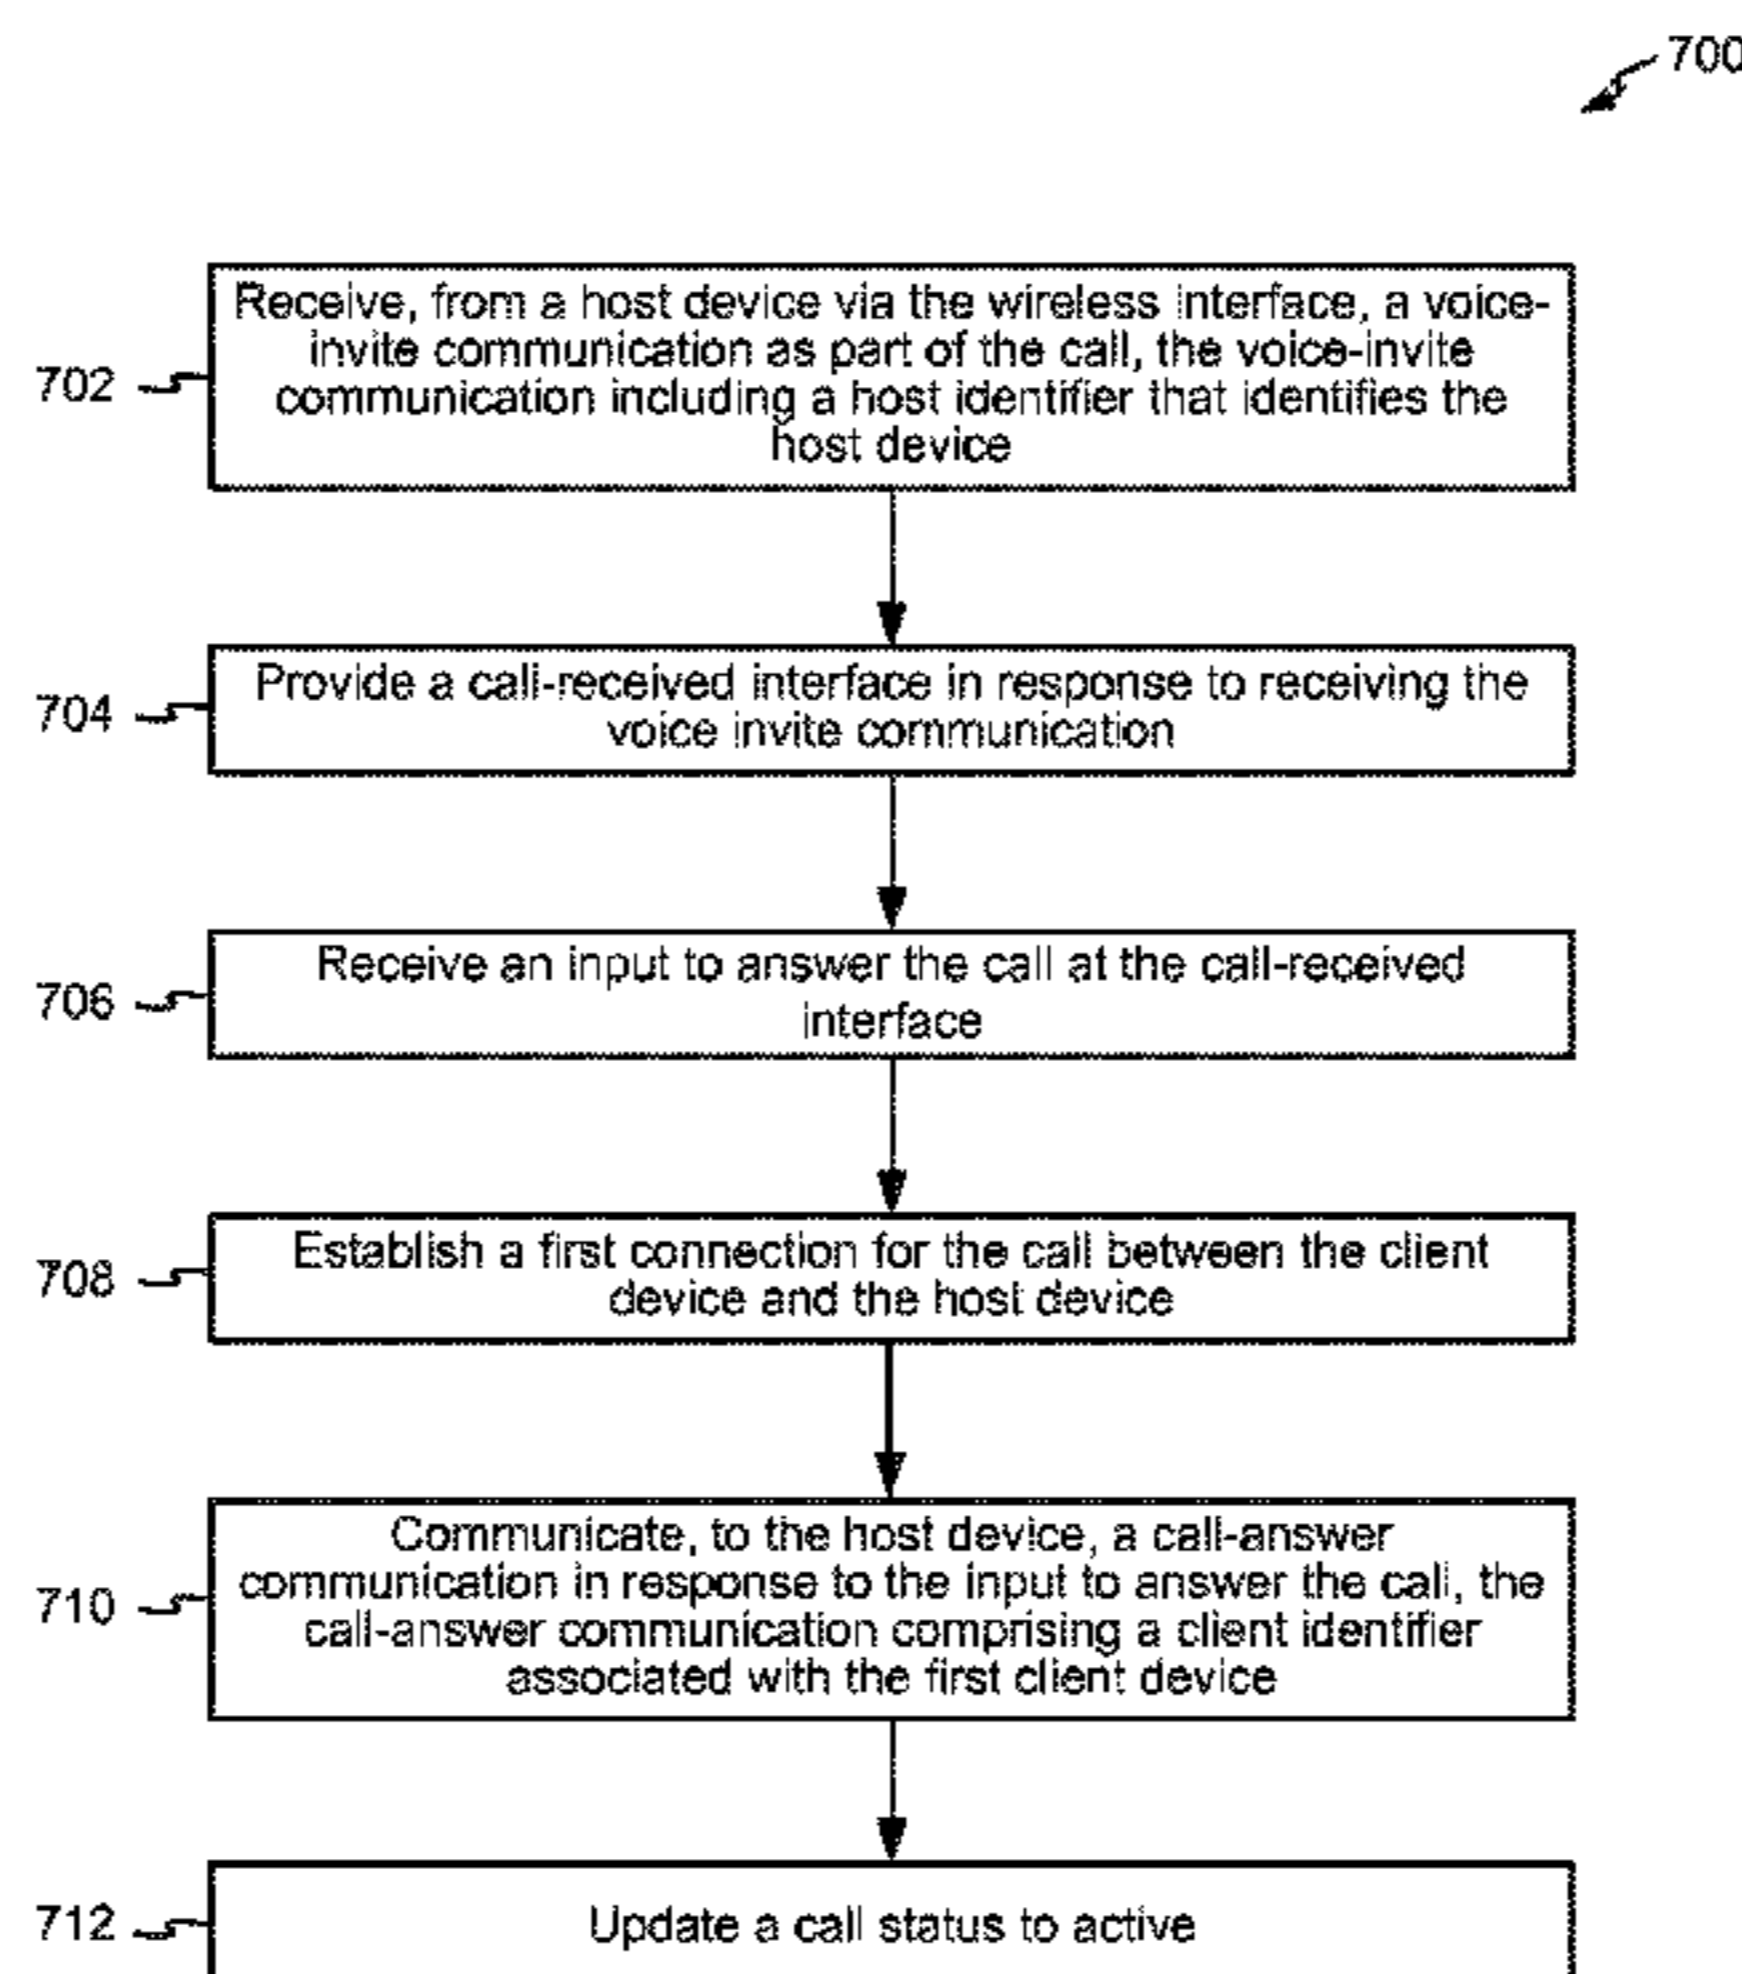 700
702
Receive, from a host device via the wireless interface, a voice-
invite communication as part of the call, the voice-invite
communication including a host identifier that identifies the
host device
704
Provide a call-received interface in response to receiving the
voice invite communication
706
Receive an input to answer the call at the call-received
interface
708
Establish a first connection for the call between the client
device and the host device
710
Communicate, to the host device, a call-answer
communication in response to the input to answer the call, the
call-answer communication comprising a client identifier
associated with the first client device
712
Update a call status to active